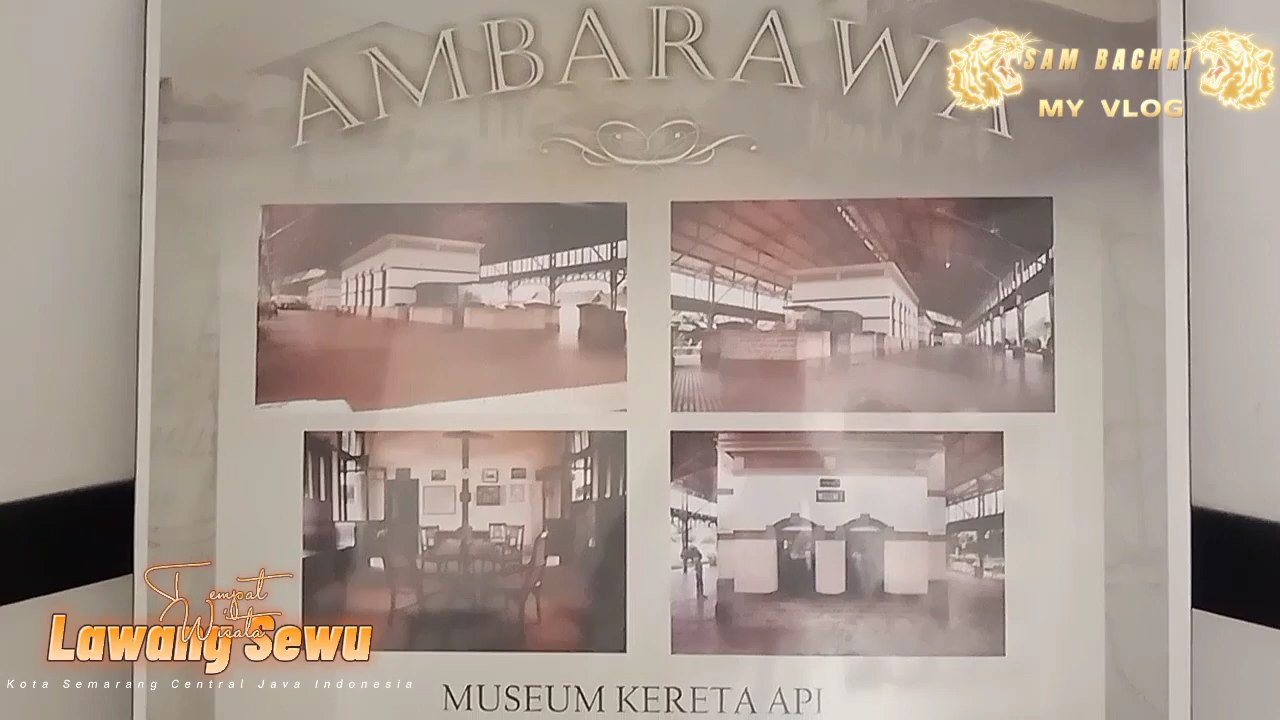 AMBARAWA
SAM BACHRI
MY VLOG
Tempat
Wisata
Lawang Sewu
Kota Semarang Central Java Indonesia
MUSEUM KERETA API